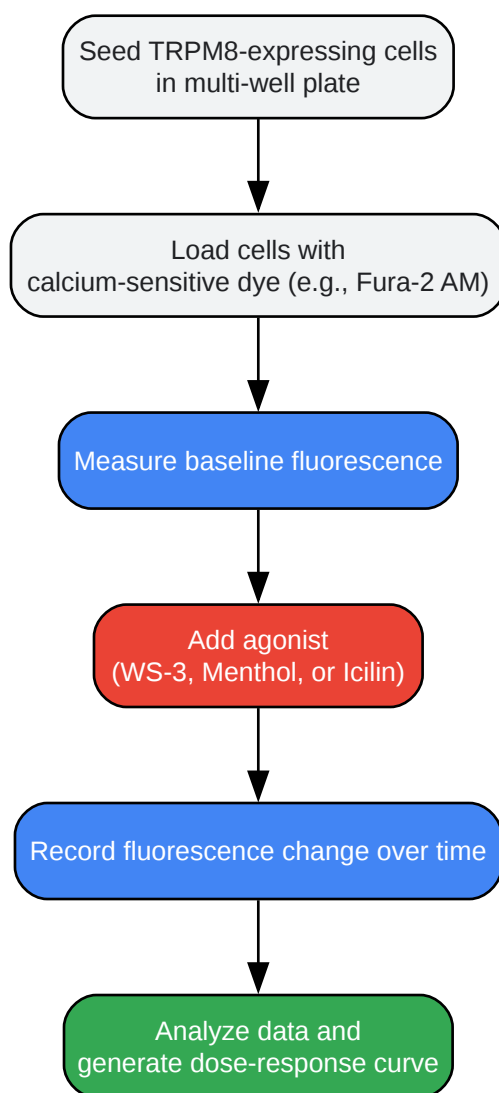 Seed TRPM8-expressing cells
in multi-well plate
Load cells with
calcium-sensitive dye (e.g., Fura-2 AM)
Measure baseline fluorescence
Add agonist
(WS-3, Menthol, or Icilin)
Record fluorescence change over time
Analyze data and
generate dose-response curve